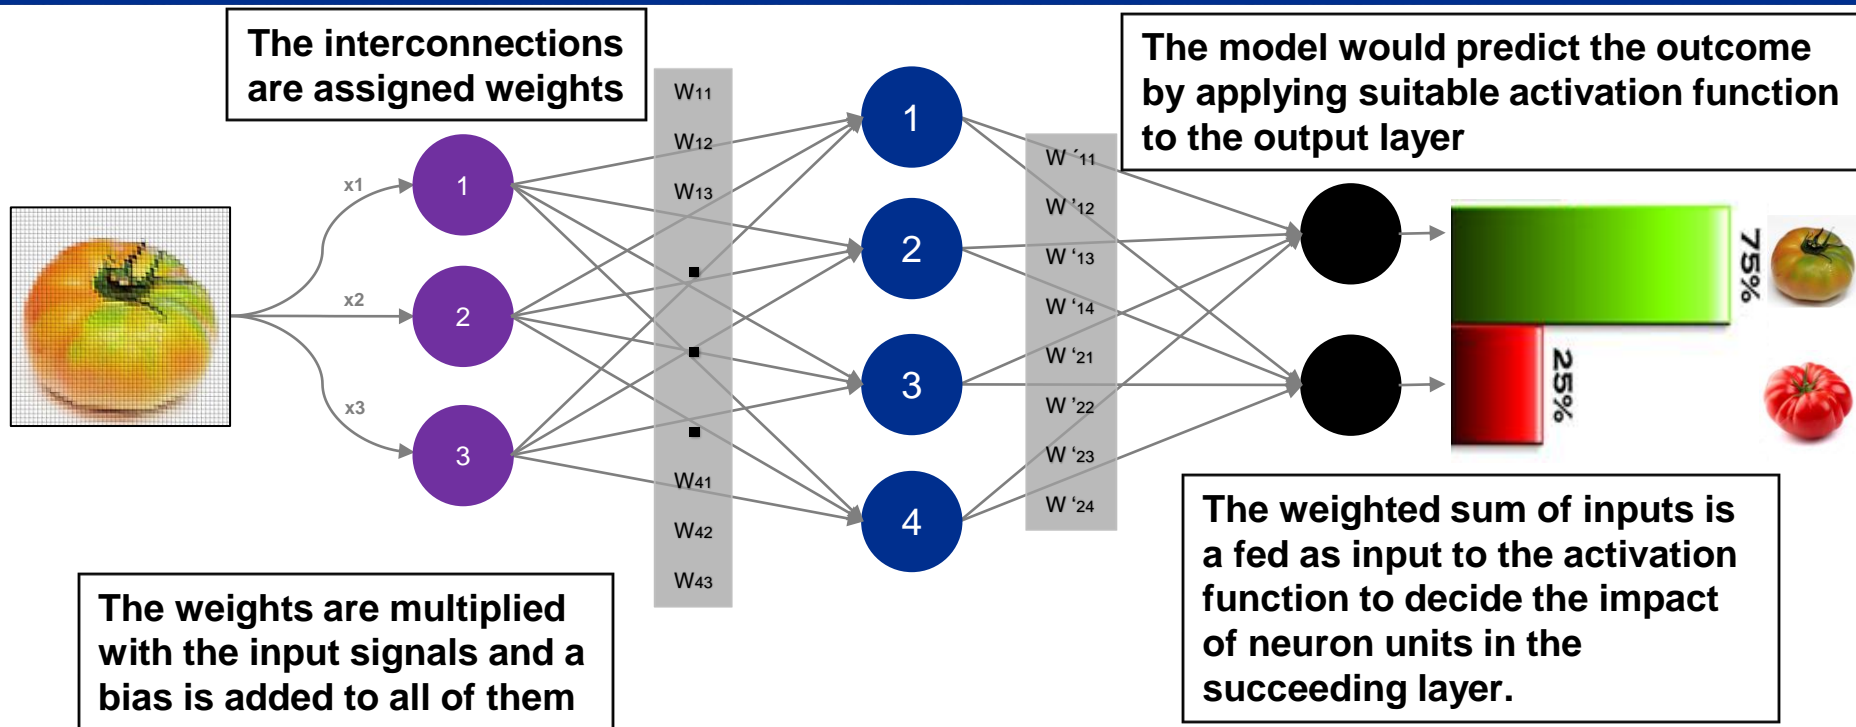 The interconnections
are assigned weights
The model would predict the outcome
by applying suitable activation function
to the output layer
W11
W12
W13
W41
W42
W43
x1
x2
x3
1
2
3
1
2
3
4
W ´11
W '12
W ‘13
W ‘14
W ‘21
W ‘22
W ‘23
W ‘24
75%
25%
The weights are multiplied
with the input signals and a
bias is added to all of them
The weighted sum of inputs is
a fed as input to the activation
function to decide the impact
of neuron units in the
succeeding layer.